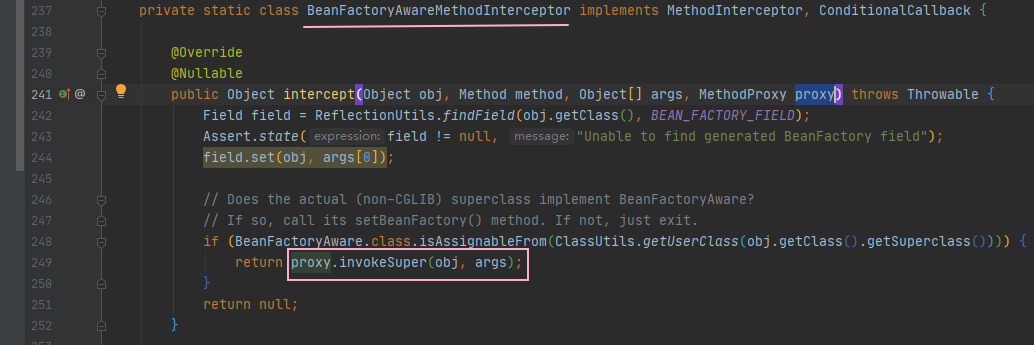 237 private static class BeanFactoryAwareMethodInterceptor implements MethodInterceptor, ConditionalCallback {
238
239 @Override
240 @Nullable
241 @ public Object intercept(Object obj, Method method, Object[] args, MethodProxy proxy) throws Throwable {
242 Field field = ReflectionUtils.findField(obj.getClass(), BEAN_FACTORY_FIELD);
243 Assert.state( expression: field != null, message: "Unable to find generated BeanFactory field");
244 field.set(obj, args[0]);
245
246 // Does the actual (non-CGLIB) superclass implement BeanFactoryAware?
247 // If so, call its setBeanFactory() method. If not, just exit.
248 if (BeanFactoryAware.class.isAssignableFrom(ClassUtils.getUserClass(obj.getClass().getSuperclass()))) {
249 return proxy.invokeSuper(obj, args);
250 }
251 return null;
252 }